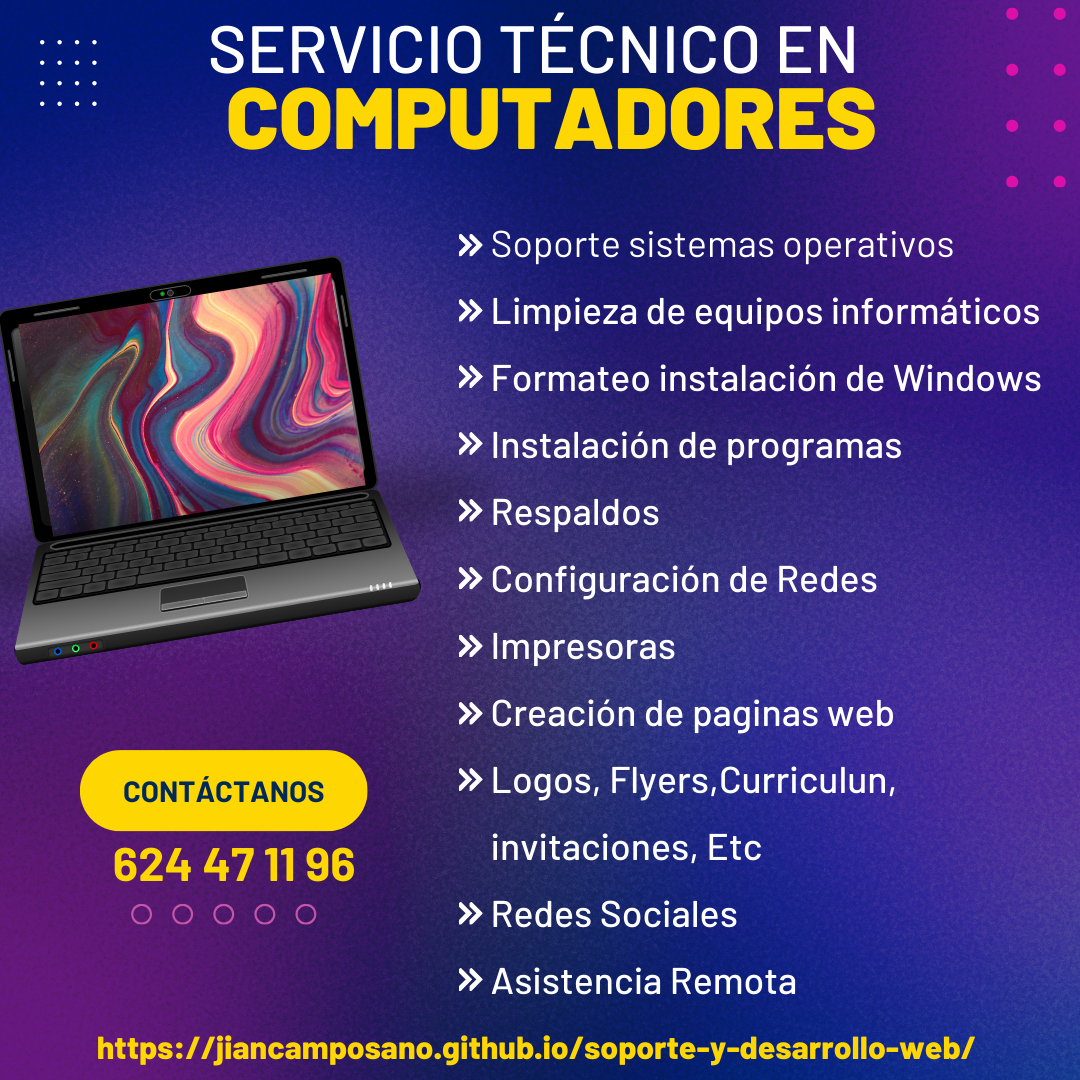 SERVICIO TÉCNICO EN
COMPUTADORES
Soporte sistemas operativos
Limpieza de equipos informáticos
Formateo instalación de Windows
Instalación de programas
Respaldos
Configuración de Redes
Impresoras
Creación de paginas web
Logos, Flyers,Curriculun,
invitaciones, Etc
Redes Sociales
Asistencia Remota
CONTÁCTANOS
624 47 11 96
https://jiancamposano.github.io/soporte-y-desarrollo-web/